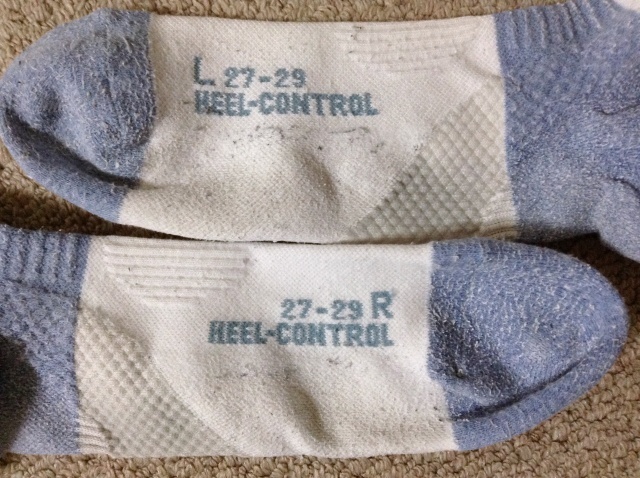 L 27-29
HEEL-CONTROL
27-29 R
HEEL-CONTROL